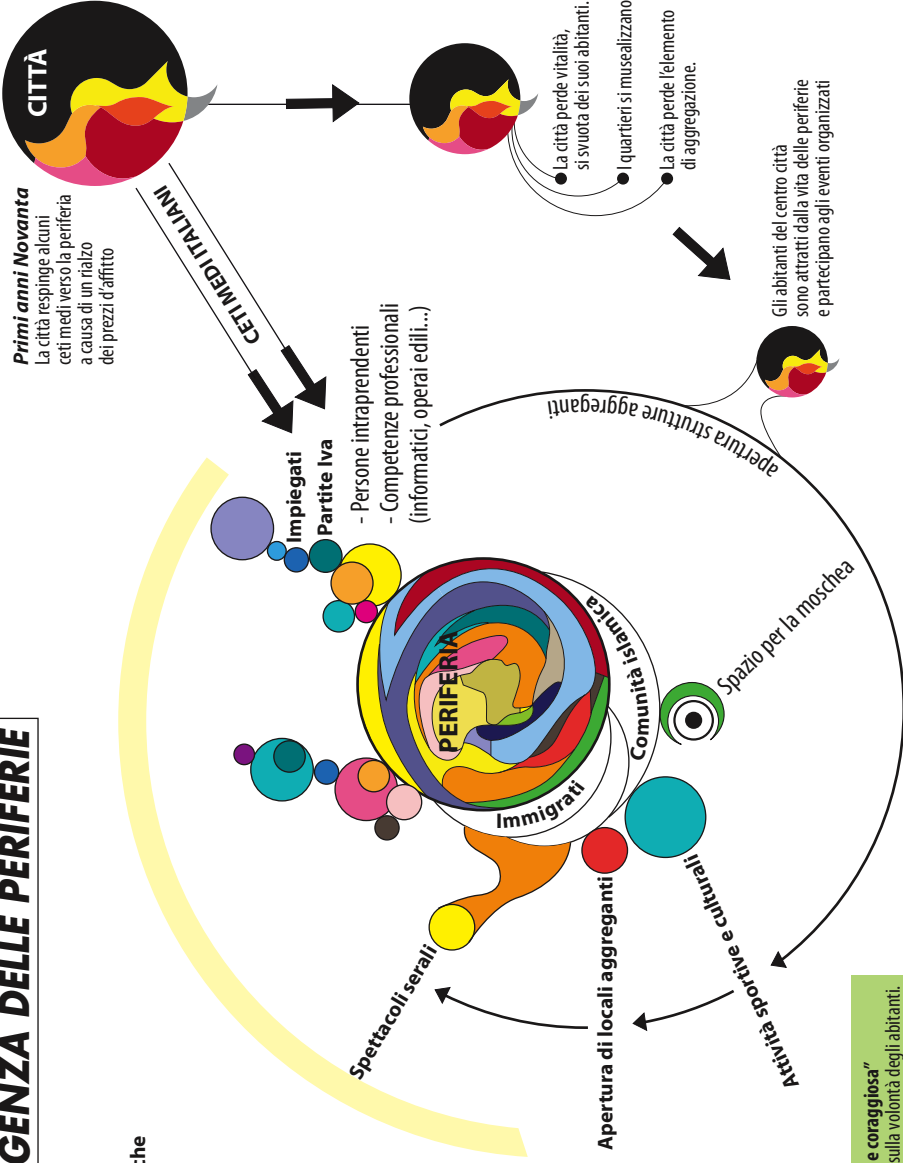 GENZA DELLE PERIFERIE
CITTÀ
Primi anni Novanta
La città respinge alcuni
ceti medi verso la periferia
a causa di un rialzo
dei prezzi d'affitto
CETI MEDI ITALIANI
La città perde vitalità,
si svuota dei suoi abitanti.
I quartieri si musealizzano
La città perde l'elemento
di aggregazione.
Gli abitanti del centro città
sono attratti dalla vita delle periferie
e partecipano agli eventi organizzati
Impiegati
Partite Iva
- Persone intraprendenti
- Competenze professionali
(informatici, operai edili...)
apertura strutture aggreganti
PERIFERIA
Immigrati
Comunità islamica
Spazio per la moschea
Spettacoli serali
Apertura di locali aggreganti
Attività sportive e culturali
che
e coraggiosa"
sulla volontà degli abitanti.